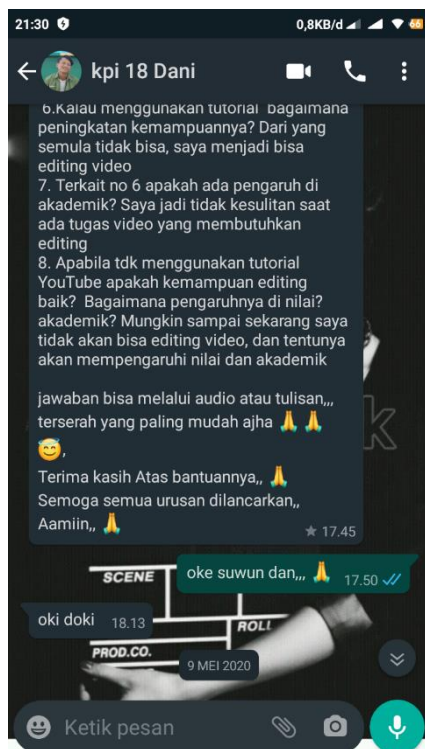 21:30
0,8KB/d
66
kpi 18 Dani
6.Kalau menggunakan tutorial bagaimana
peningkatan kemampuannya? Dari yang
semula tidak bisa, saya menjadi bisa
editing video
7. Terkait no 6 apakah ada pengaruh di
akademik? Saya jadi tidak kesulitan saat
ada tugas video yang membutuhkan
editing
8. Apabila tdk menggunakan tutorial
YouTube apakah kemampuan editing
baik? Bagaimana pengaruhnya di nilai?
akademik? Mungkin sampai sekarang saya
tidak akan bisa editing video, dan tentunya
akan mempengaruhi nilai dan akademik
jawaban bisa melalui audio atau tulisan,,,
terserah yang paling mudah ajha 🙏 🙏
😇,
Terima kasih Atas bantuannya,, 🙏
Semoga semua urusan dilancarkan,,
Aamiin,, 🙏
★ 17.45
oke suwun dan,,, 🙏 17.50
SCENE
oki doki 18.13
ROLL
PROD.CO.
9 MEI 2020
Ketik pesan